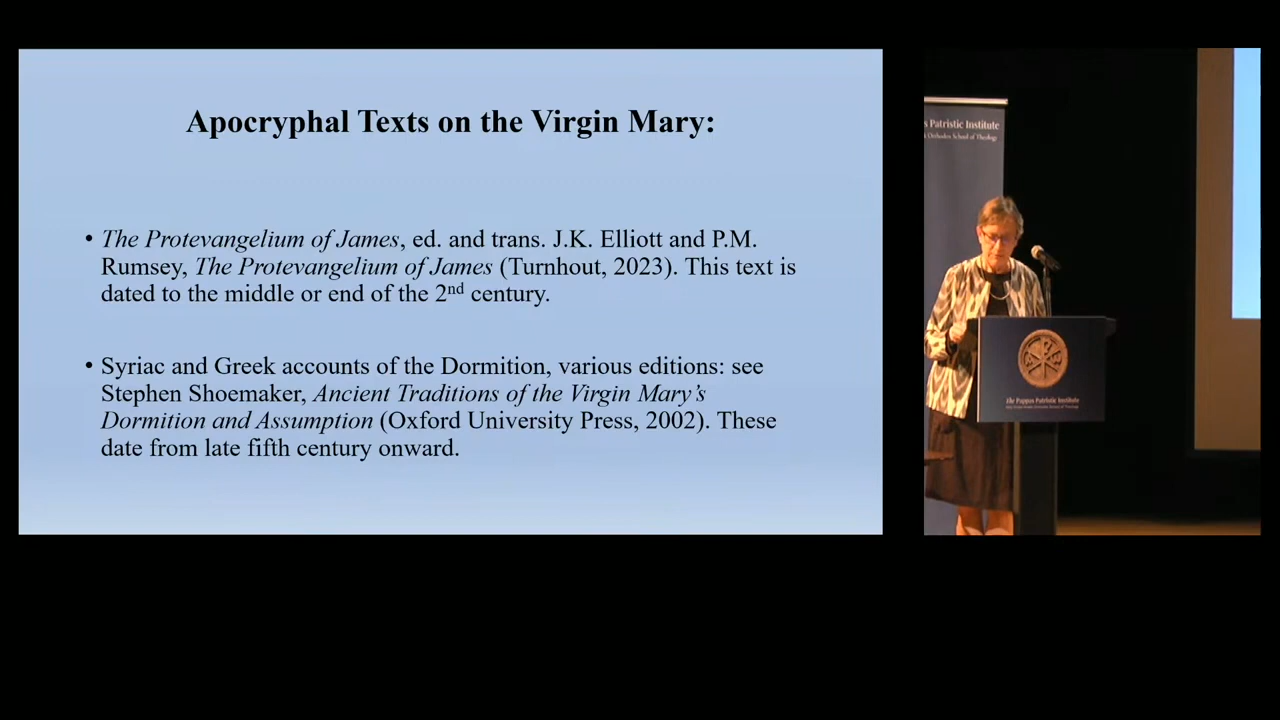 Apocryphal Texts on the Virgin Mary:
• The Protevangelium of James, ed. and trans. J.K. Elliott and P.M.
Rumsey, The Protevangelium of James (Turnhout, 2023). This text is
dated to the middle or end of the 2nd century.
• Syriac and Greek accounts of the Dormition, various editions: see
Stephen Shoemaker, Ancient Traditions of the Virgin Mary's
Dormition and Assumption (Oxford University Press, 2002). These
date from late fifth century onward.
s Patristic Institute
Orthodox School of Theology
The Pappas Patristic Institute